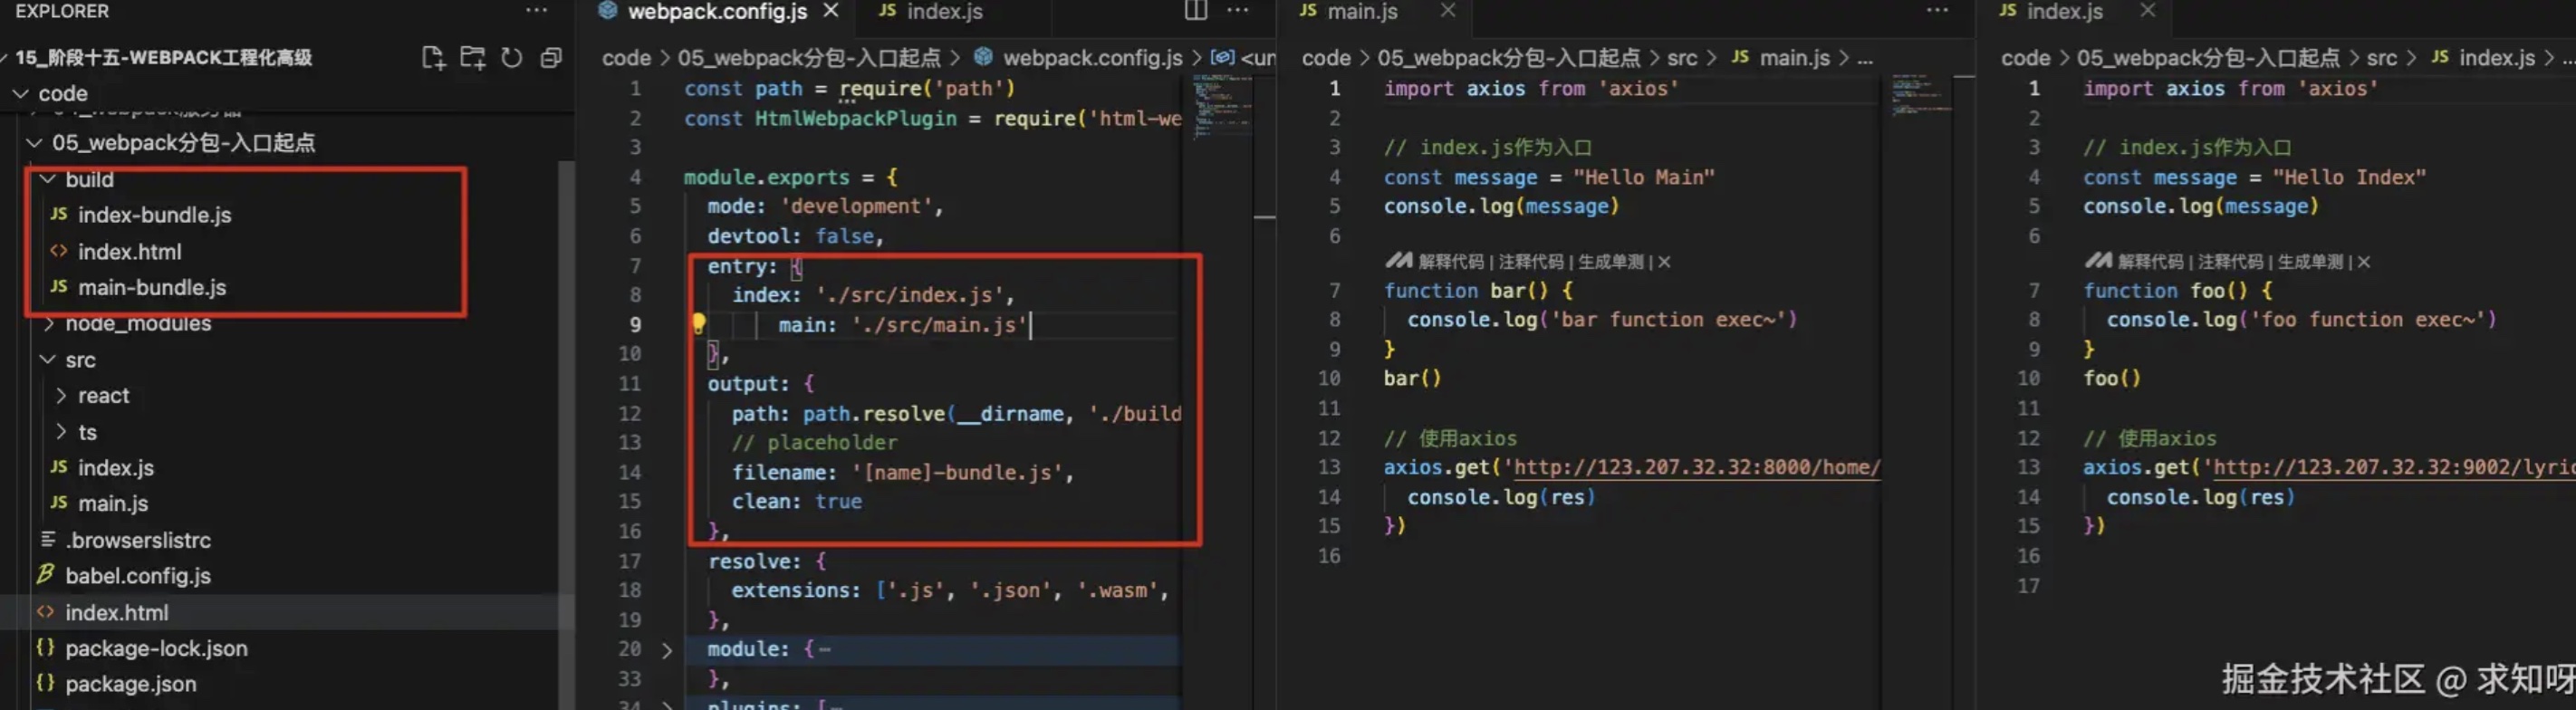 EXPLORER
15_阶段十五-WEBPACK工程化高级
code
05_webpack分包-入口起点
build
JS index-bundle.js
<> index.html
JS main-bundle.js
node_modules
src
react
ts
JS index.js
JS main.js
.browserslistrc
babel.config.js
<> index.html
{} package-lock.json
{} package.json
webpack.config.js
JS index.js
code > 05_webpack分包-入口起点 > webpack.config.js > <un
1 const path = require('path')
2 const HtmlWebpackPlugin = require('html-we
3
4 module.exports = {
5 mode: 'development',
6 devtool: false,
7 entry: {
8 index: './src/index.js',
9 main: './src/main.js'
10 },
11 output: {
12 path: path.resolve(__dirname, './build
13 // placeholder
14 filename: '[name]-bundle.js',
15 clean: true
16 },
17 resolve: {
18 extensions: ['.js', '.json', '.wasm',
19 },
20 module: {
33 },
34 plugins: [
JS main.js
code > 05_webpack分包-入口起点 > src > JS main.js > ...
1 import axios from 'axios'
2
3 // index.js作为入口
4 const message = "Hello Main"
5 console.log(message)
6
解释代码 | 注释代码 | 生成单测 | ×
7 function bar() {
8 console.log('bar function exec~')
9 }
10 bar()
11
12 // 使用axios
13 axios.get('http://123.207.32.32:8000/home/
14 console.log(res)
15 })
16
JS index.js
code > 05_webpack分包-入口起点 > src > JS index.js > ...
1 import axios from 'axios'
2
3 // index.js作为入口
4 const message = "Hello Index"
5 console.log(message)
6
解释代码 | 注释代码 | 生成单测 | ×
7 function foo() {
8 console.log('foo function exec~')
9 }
10 foo()
11
12 // 使用axios
13 axios.get('http://123.207.32.32:9002/lyric
14 console.log(res)
15 })
16
17
掘金技术社区 @ 求知呀